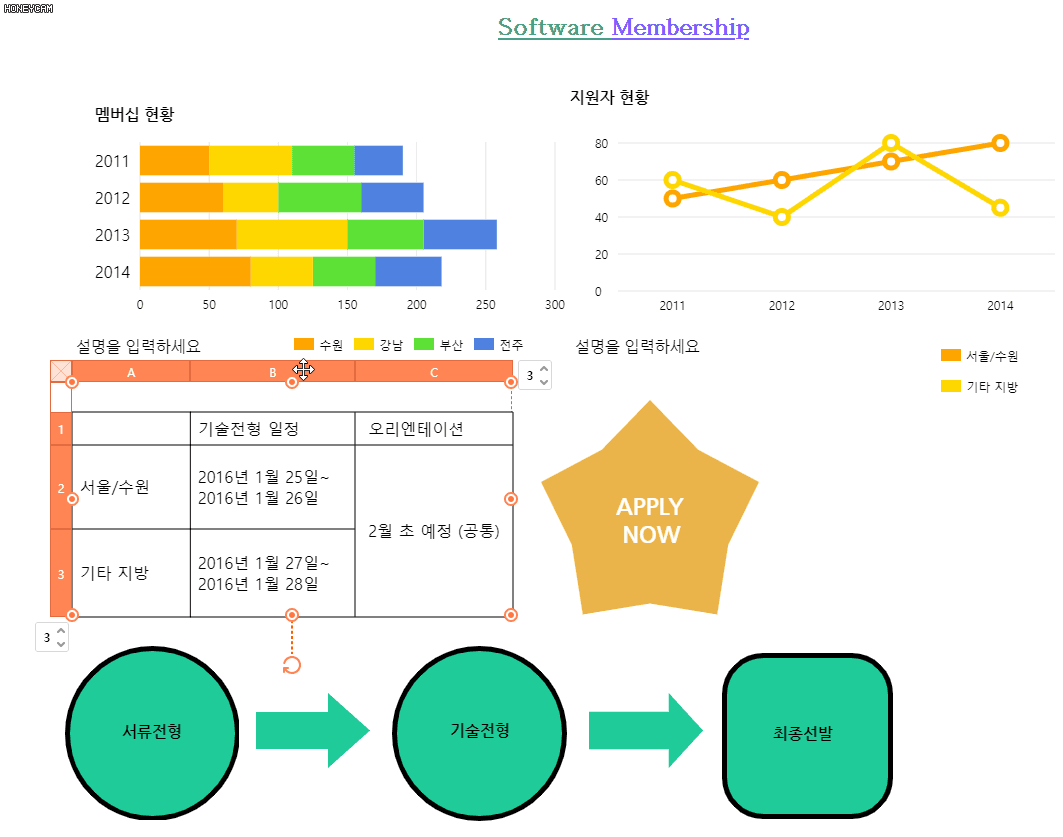 HONEYCAM
Software Membership
멤버십 현황
2011
2012
2013
2014
0 50 100 150 200 250 300
설명을 입력하세요
수원 강남 부산 전주
지원자 현황
80
60
40
20
0
2011 2012 2013 2014
설명을 입력하세요
서울/수원
기타 지방
A B C
3
1 기술전형 일정 오리엔테이션
2 서울/수원 2016년 1월 25일~
2016년 1월 26일
2월 초 예정 (공통)
3 기타 지방 2016년 1월 27일~
2016년 1월 28일
3
APPLY
NOW
서류전형 기술전형 최종선발